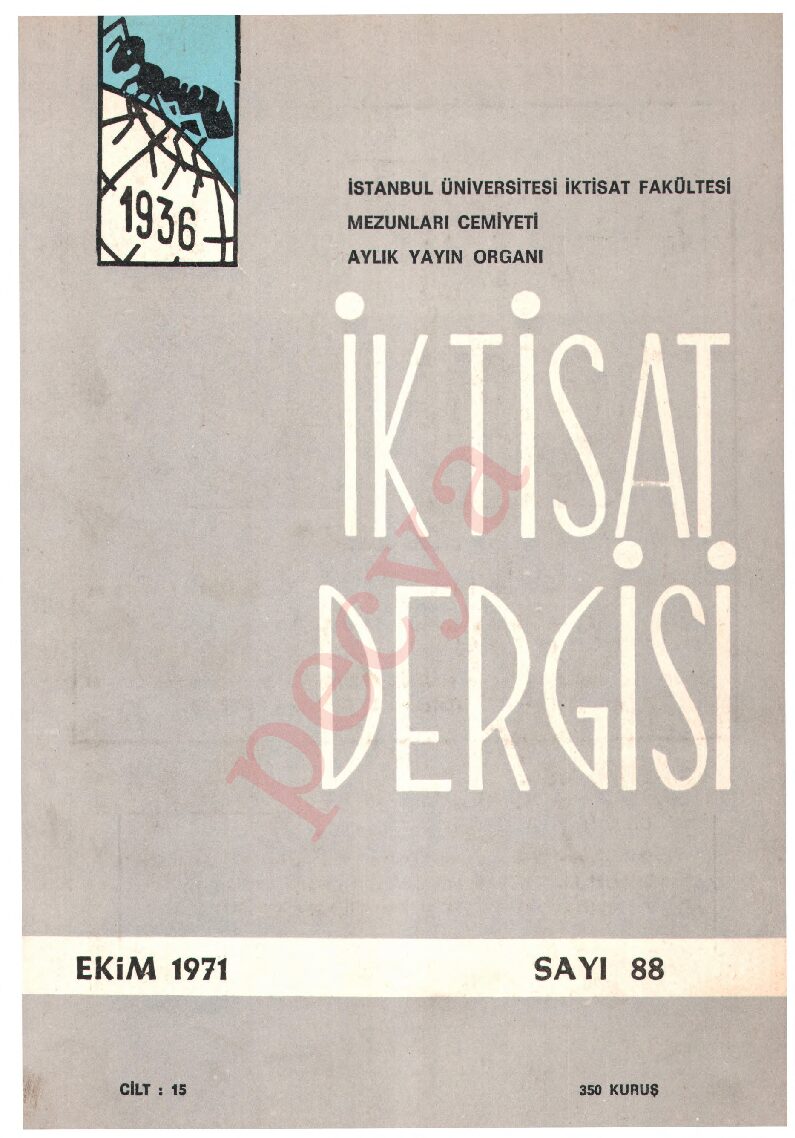 1936
İSTANBUL ÜNİVERSİTESİ İKTİSAT FAKÜLTESİ
MEZUNLARI CEMİYETİ
AYLIK YAYIN ORGANI
İKTİSAT
DERGİSİ
pecya
EKİM 1971 SAYI 88
CİLT : 15 350 KURUŞ